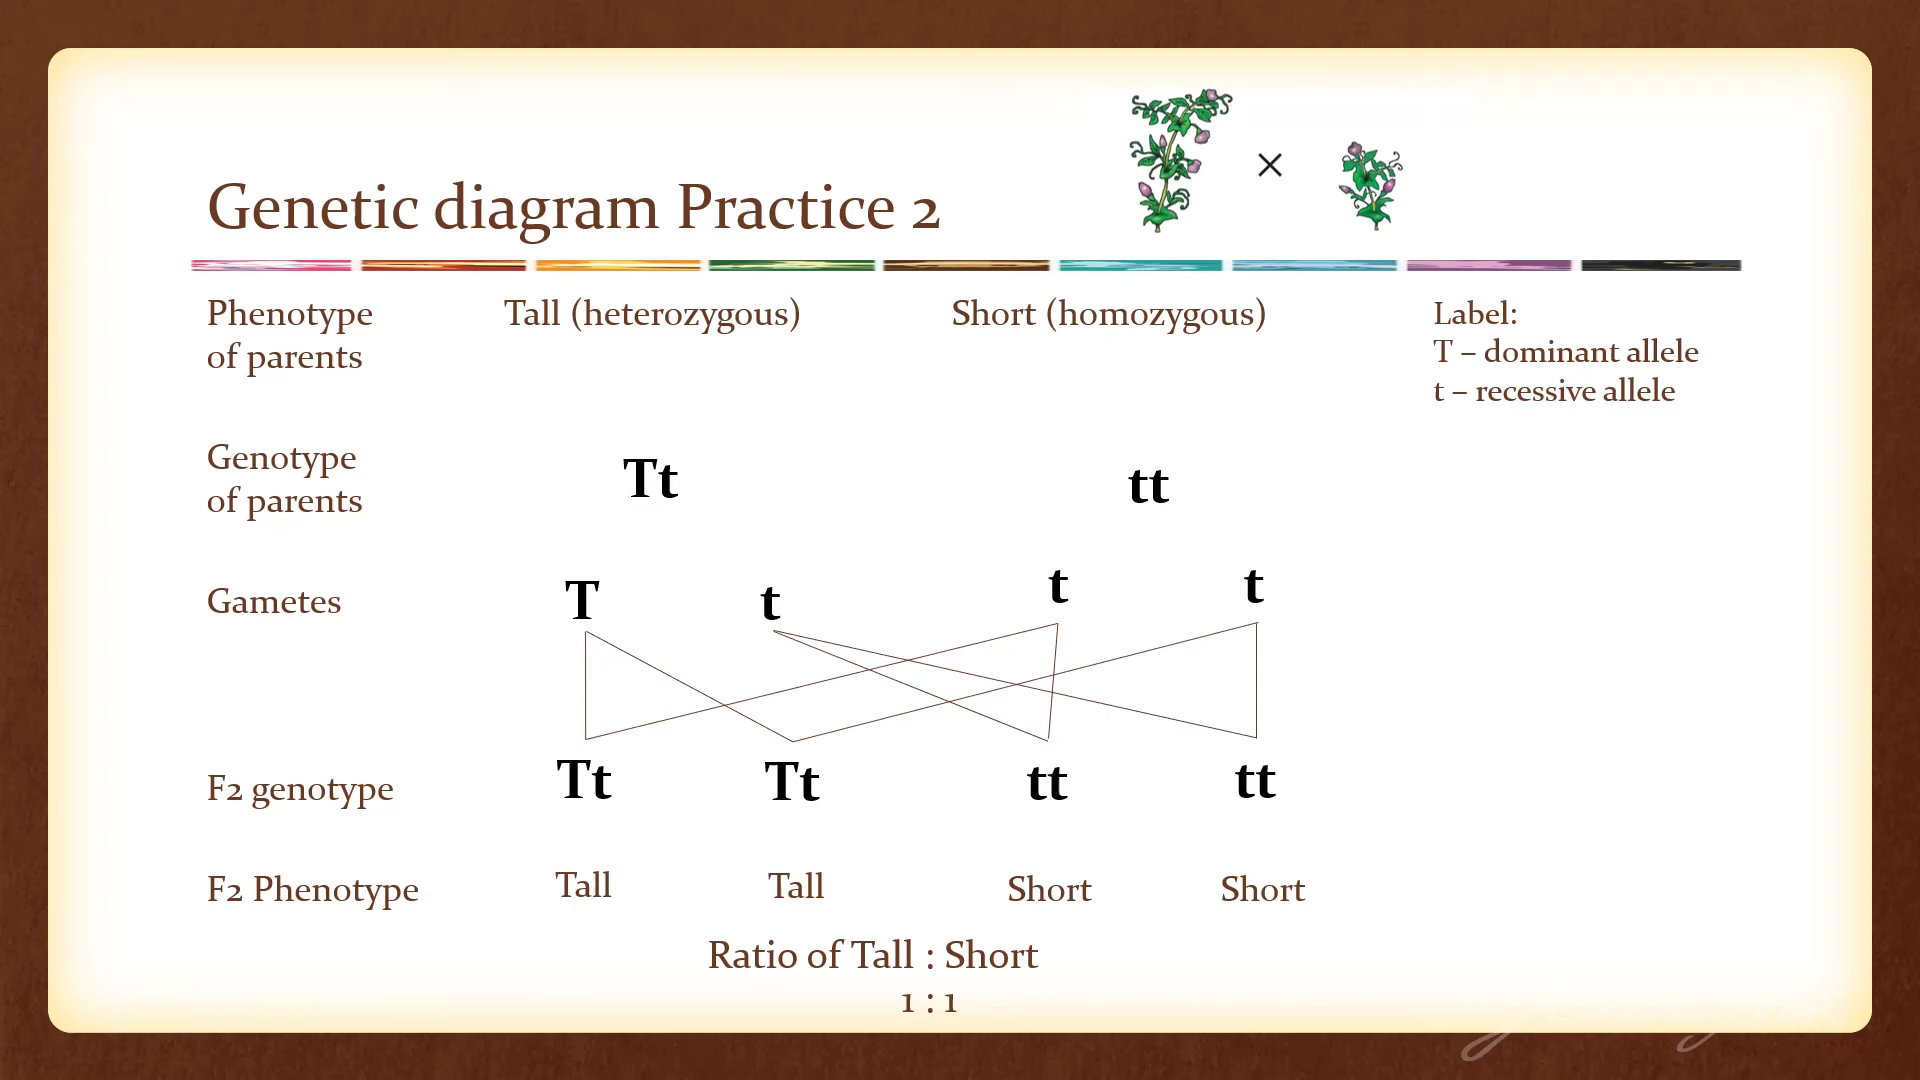 Genetic diagram Practice 2
×
Phenotype of parents
Tall (heterozygous)
Short (homozygous)
Label:
T – dominant allele
t – recessive allele
Genotype of parents
Tt
tt
Gametes
T
t
t
t
F2 genotype
Tt
Tt
tt
tt
F2 Phenotype
Tall
Tall
Short
Short
Ratio of Tall : Short
1 : 1